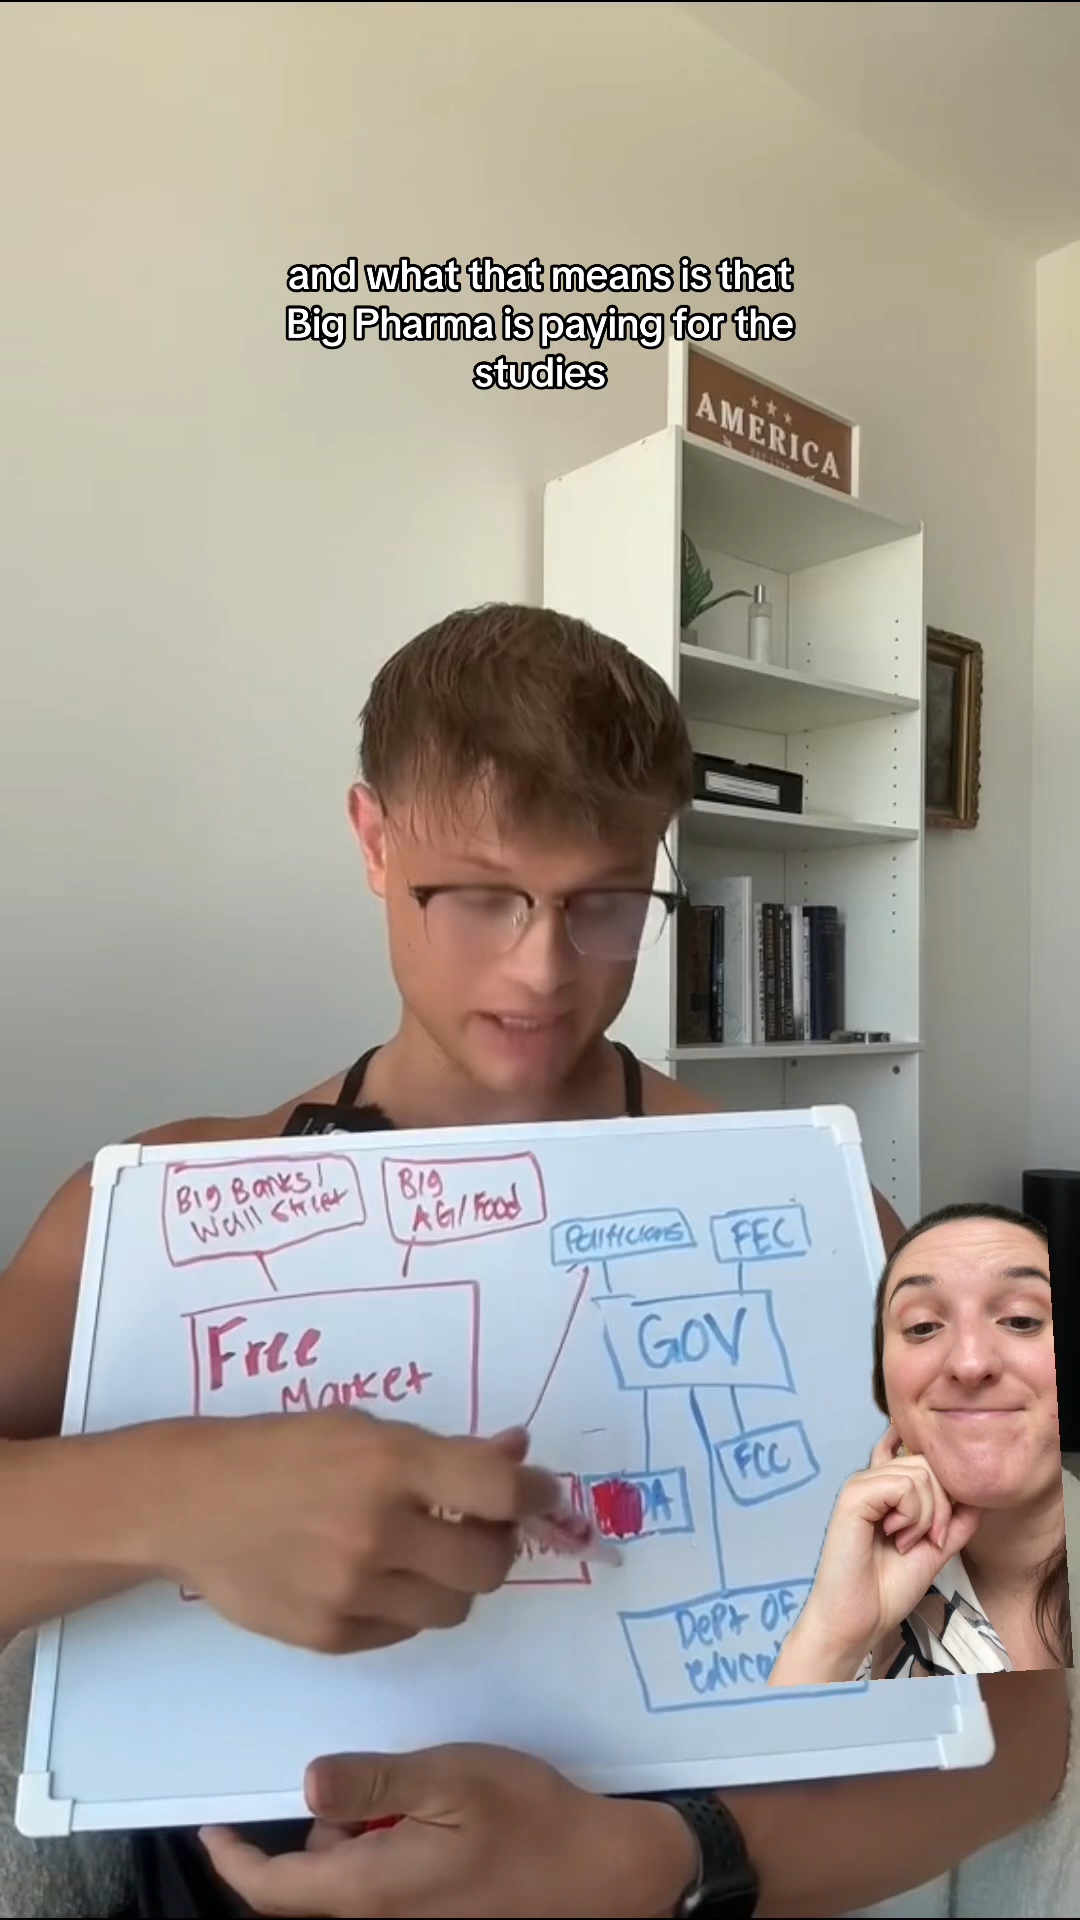 and what that means is that
Big Pharma is paying for the
studies
AMERICA
Big Banks/
Wall Street
Big
AG/Food
Politicians
FEC
Free
Market
GOV
FCC
DA
Dept OF